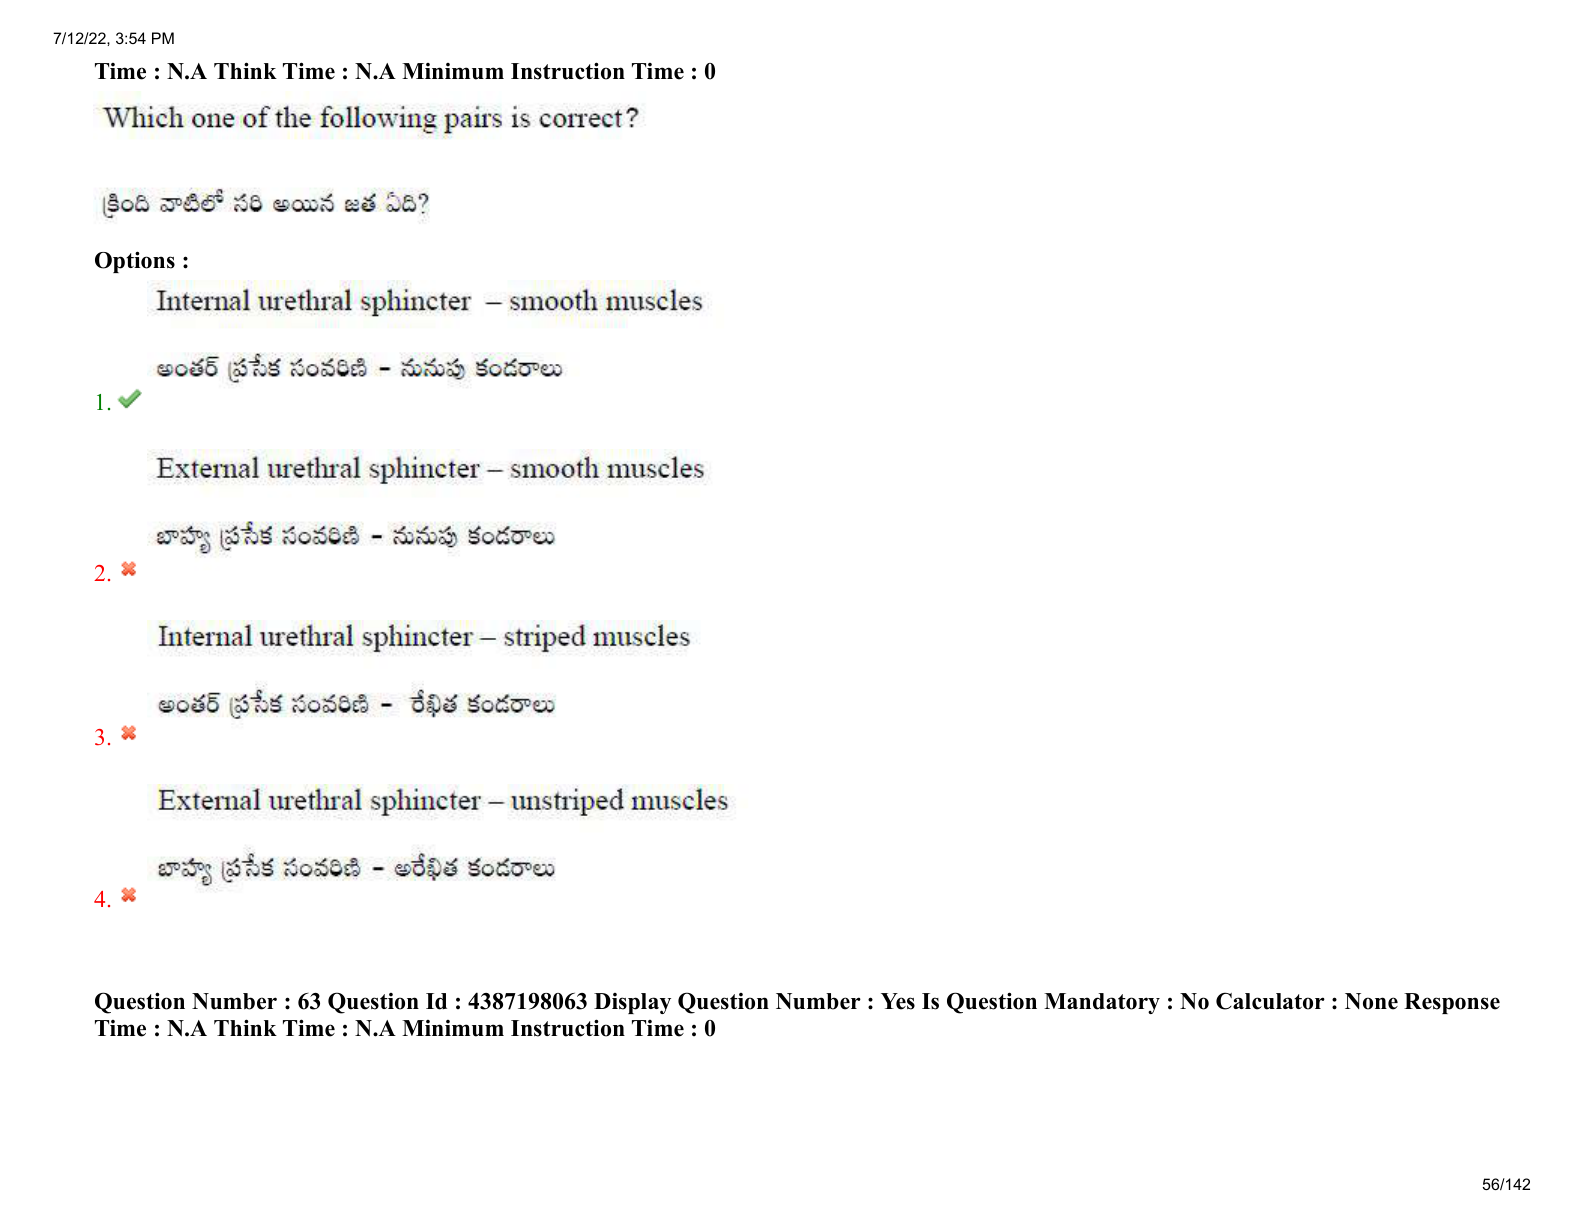 7/12/22, 3:54 PM
Time : N.A Think Time : N.A Minimum Instruction Time : 0
Which one of the following pairs is correct?
క్రింది వాటిలో సరి అయిన జత ఏది?
Options :
Internal urethral sphincter – smooth muscles
అంతర్ ప్రసేక సంవరిణి – నునుపు కండరాలు
1.
External urethral sphincter – smooth muscles
బాహ్య ప్రసేక సంవరిణి – నునుపు కండరాలు
2.
Internal urethral sphincter – striped muscles
అంతర్ ప్రసేక సంవరిణి – రేఖిత కండరాలు
3.
External urethral sphincter – unstriped muscles
బాహ్య ప్రసేక సంవరిణి – అరేఖిత కండరాలు
4.
Question Number : 63 Question Id : 4387198063 Display Question Number : Yes Is Question Mandatory : No Calculator : None Response
Time : N.A Think Time : N.A Minimum Instruction Time : 0
56/142